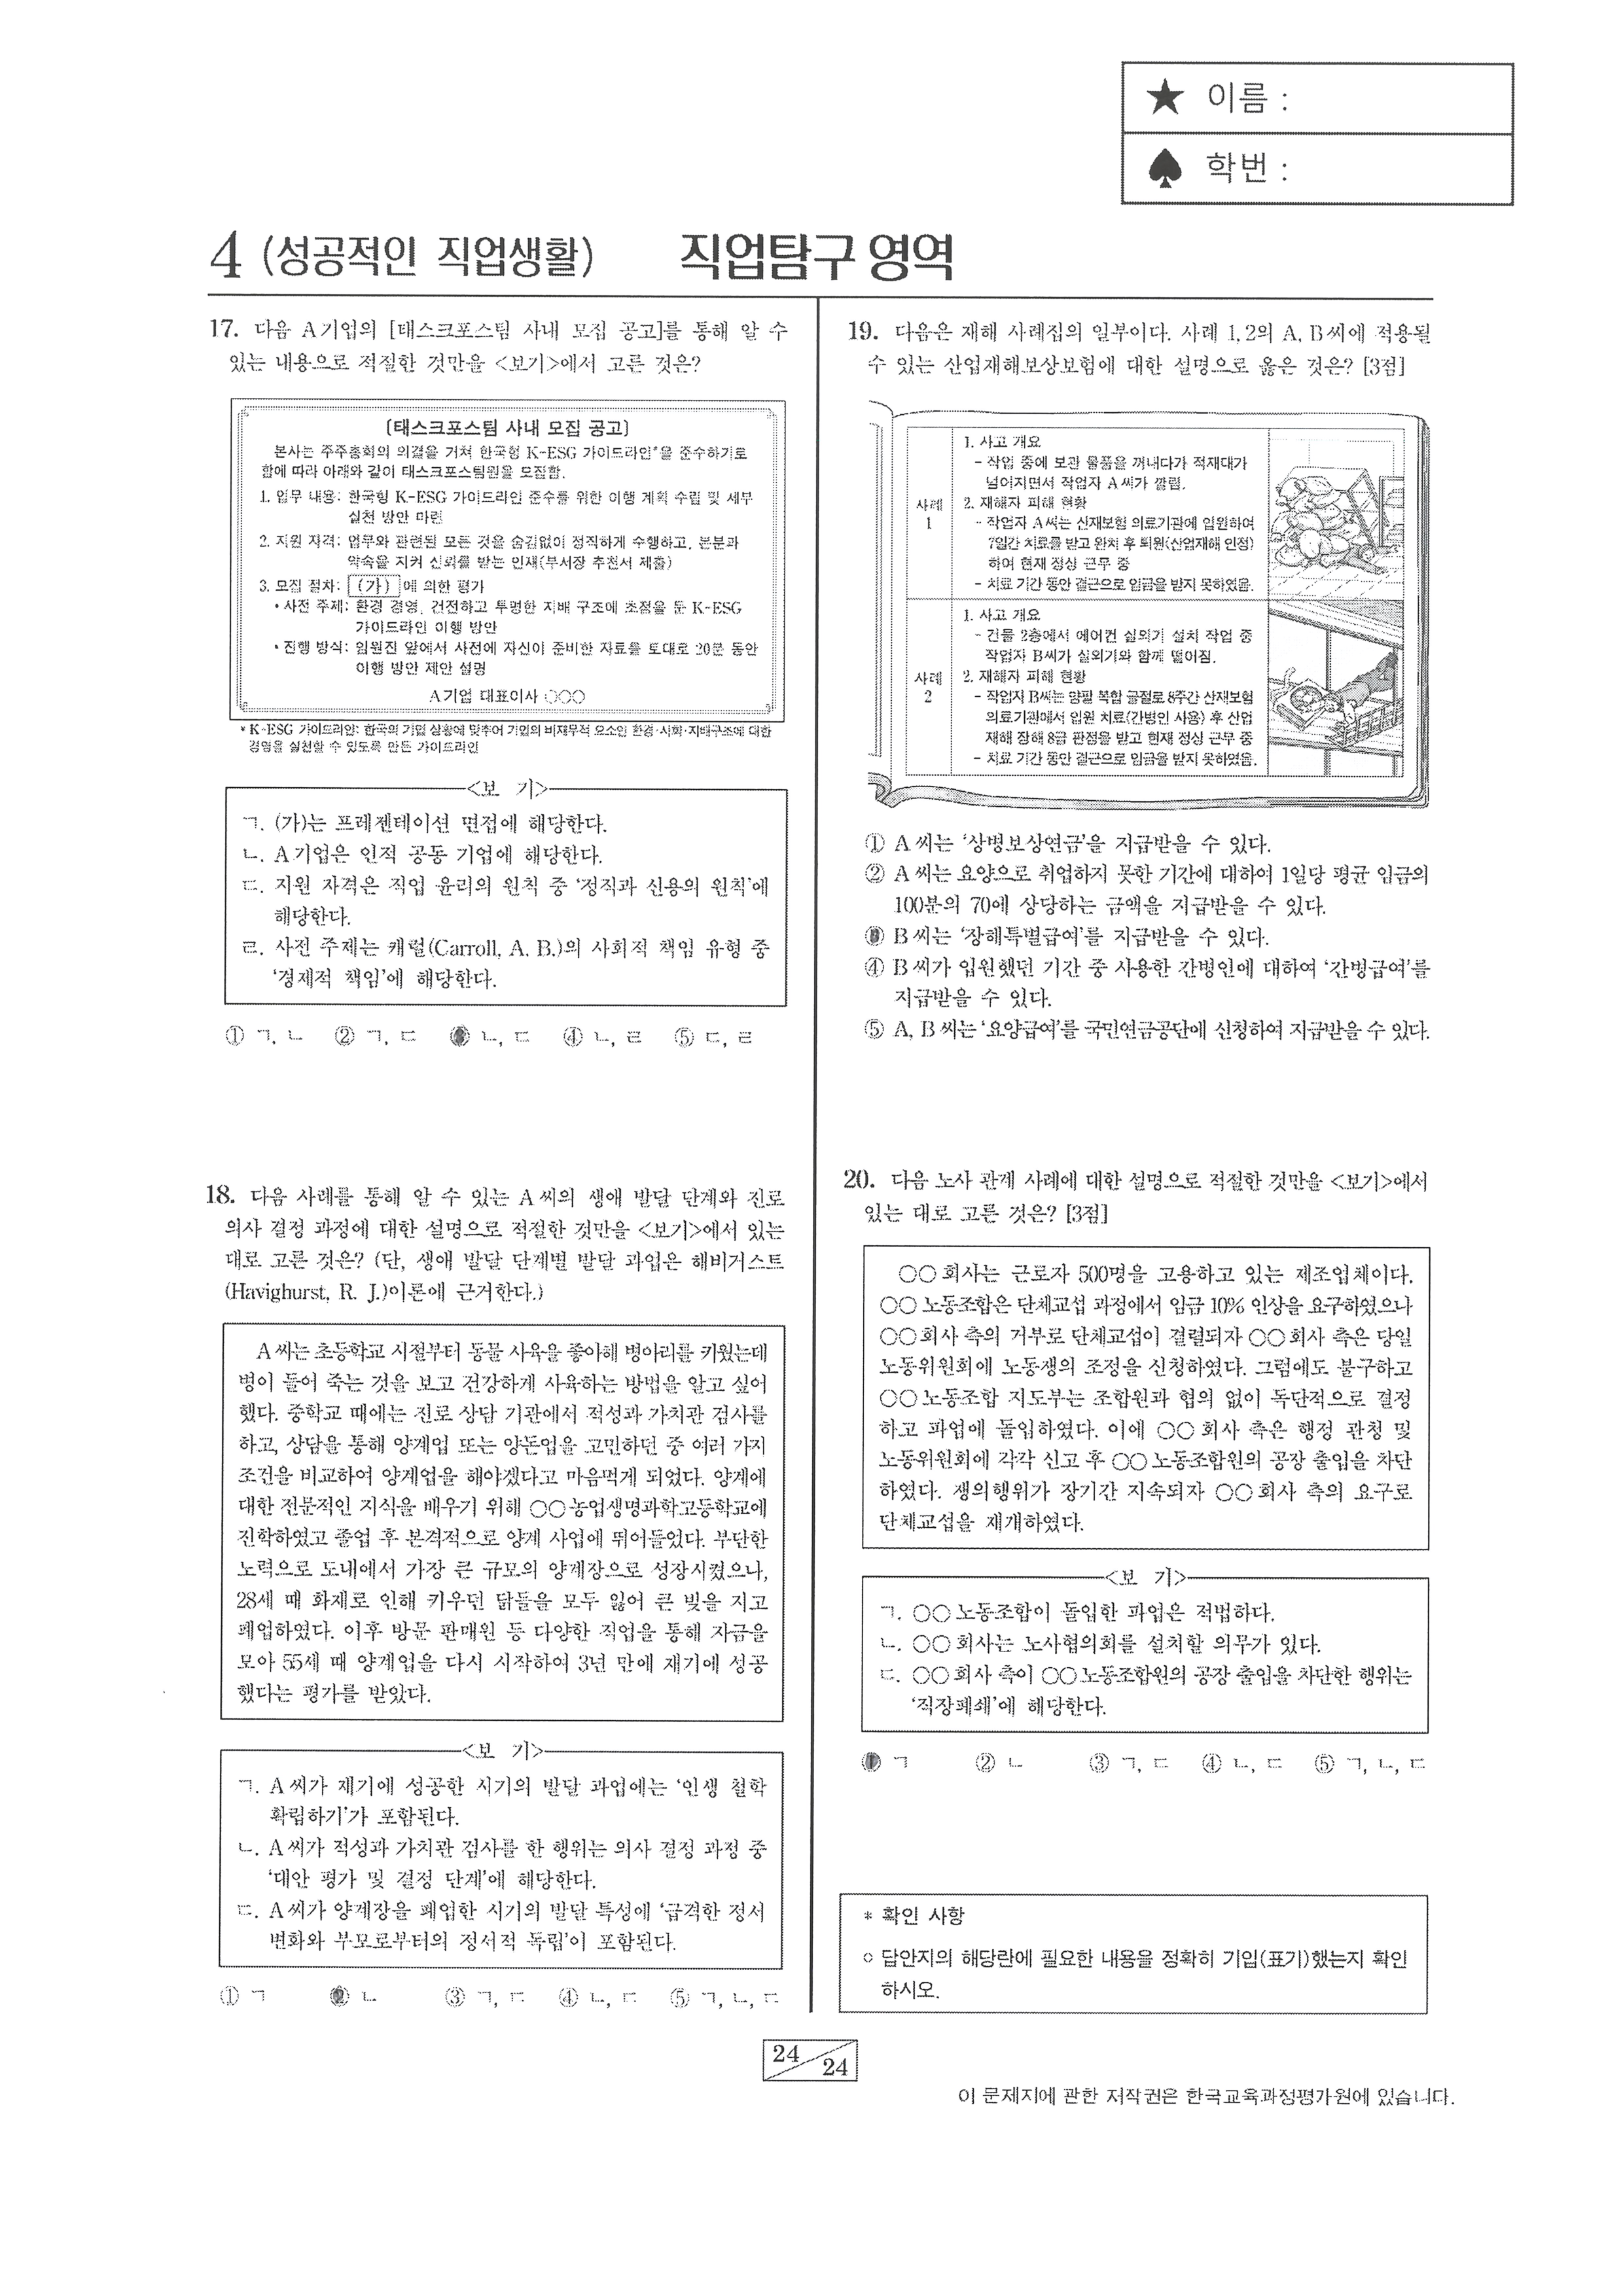 ★ 이름 :
♠ 학번 :
4 (성공적인 직업생활) 직업탐구 영역
17. 다음 A기업의 [태스크포스팀 사내 모집 공고]를 통해 알 수
있는 내용으로 적절한 것만을 <보기>에서 고른 것은?
[태스크포스팀 사내 모집 공고]
본사는 주주총회의 의결을 거쳐 한국형 K-ESG 가이드라인*을 준수하기로
함에 따라 아래와 같이 태스크포스팀원을 모집함.
1. 업무 내용: 한국형 K-ESG 가이드라인 준수를 위한 이행 계획 수립 및 세부
실천 방안 마련
2. 지원 자격: 업무와 관련된 모든 것을 숨김없이 정직하게 수행하고, 본분과
약속을 지켜 신뢰를 받는 인재(부서장 추천서 제출)
3. 모집 절차: (가) 에 의한 평가
• 사전 주제: 환경 경영, 건전하고 투명한 지배 구조에 초점을 둔 K-ESG
가이드라인 이행 방안
• 진행 방식: 임원진 앞에서 사전에 자신이 준비한 자료를 토대로 20분 동안
이행 방안 제안 설명
A기업 대표이사 ○○○
* K-ESG 가이드라인: 한국의 기업 상황에 맞추어 기업의 비재무적 요소인 환경·사회·지배구조에 대한
경영을 실천할 수 있도록 만든 가이드라인
<보 기>
ㄱ. (가)는 프레젠테이션 면접에 해당한다.
ㄴ. A기업은 인적 공동 기업에 해당한다.
ㄷ. 지원 자격은 직업 윤리의 원칙 중 '정직과 신용의 원칙'에
해당한다.
ㄹ. 사전 주제는 캐럴(Carroll, A. B.)의 사회적 책임 유형 중
'경제적 책임'에 해당한다.
① ㄱ, ㄴ ② ㄱ, ㄷ ③ ㄴ, ㄷ ④ ㄴ, ㄹ ⑤ ㄷ, ㄹ
18. 다음 사례를 통해 알 수 있는 A씨의 생애 발달 단계와 진로
의사 결정 과정에 대한 설명으로 적절한 것만을 <보기>에서 있는
대로 고른 것은? (단, 생애 발달 단계별 발달 과업은 해비거스트
(Havighurst, R. J.)이론에 근거한다.)
A씨는 초등학교 시절부터 동물 사육을 좋아해 병아리를 키웠는데
병이 들어 죽는 것을 보고 건강하게 사육하는 방법을 알고 싶어
했다. 중학교 때에는 진로 상담 기관에서 적성과 가치관 검사를
하고, 상담을 통해 양계업 또는 양돈업을 고민하던 중 여러 가지
조건을 비교하여 양계업을 해야겠다고 마음먹게 되었다. 양계에
대한 전문적인 지식을 배우기 위해 ○○농업생명과학고등학교에
진학하였고 졸업 후 본격적으로 양계 사업에 뛰어들었다. 부단한
노력으로 도내에서 가장 큰 규모의 양계장으로 성장시켰으나,
28세 때 화재로 인해 키우던 닭들을 모두 잃어 큰 빚을 지고
폐업하였다. 이후 방문 판매원 등 다양한 직업을 통해 자금을
모아 55세 때 양계업을 다시 시작하여 3년 만에 재기에 성공
했다는 평가를 받았다.
<보 기>
ㄱ. A씨가 재기에 성공한 시기의 발달 과업에는 '인생 철학
확립하기'가 포함된다.
ㄴ. A씨가 적성과 가치관 검사를 한 행위는 의사 결정 과정 중
'대안 평가 및 결정 단계'에 해당한다.
ㄷ. A씨가 양계장을 폐업한 시기의 발달 특성에 '급격한 정서
변화와 부모로부터의 정서적 독립'이 포함된다.
① ㄱ ② ㄴ ③ ㄱ, ㄷ ④ ㄴ, ㄷ ⑤ ㄱ, ㄴ, ㄷ
19. 다음은 재해 사례집의 일부이다. 사례 1, 2의 A, B씨에 적용될
수 있는 산업재해보상보험에 대한 설명으로 옳은 것은? [3점]
사례
1
1. 사고 개요
- 작업 중에 보관 물품을 꺼내다가 적재대가
넘어지면서 작업자 A씨가 깔림.
2. 재해자 피해 현황
- 작업자 A씨는 산재보험 의료기관에 입원하여
7일간 치료를 받고 완치 후 퇴원(산업재해 인정)
하여 현재 정상 근무 중
- 치료 기간 동안 결근으로 임금을 받지 못하였음.
사례
2
1. 사고 개요
- 건물 2층에서 에어컨 실외기 설치 작업 중
작업자 B씨가 실외기와 함께 떨어짐.
2. 재해자 피해 현황
- 작업자 B씨는 양팔 복합 골절로 8주간 산재보험
의료기관에서 입원 치료(간병인 사용) 후 산업
재해 장해 8급 판정을 받고 현재 정상 근무 중
- 치료 기간 동안 결근으로 임금을 받지 못하였음.
① A씨는 '상병보상연금'을 지급받을 수 있다.
② A씨는 요양으로 취업하지 못한 기간에 대하여 1일당 평균 임금의
100분의 70에 상당하는 금액을 지급받을 수 있다.
③ B씨는 '장해특별급여'를 지급받을 수 있다.
④ B씨가 입원했던 기간 중 사용한 간병인에 대하여 '간병급여'를
지급받을 수 있다.
⑤ A, B씨는 '요양급여'를 국민연금공단에 신청하여 지급받을 수 있다.
20. 다음 노사 관계 사례에 대한 설명으로 적절한 것만을 <보기>에서
있는 대로 고른 것은? [3점]
○○회사는 근로자 500명을 고용하고 있는 제조업체이다.
○○노동조합은 단체교섭 과정에서 임금 10% 인상을 요구하였으나
○○회사 측의 거부로 단체교섭이 결렬되자 ○○회사 측은 당일
노동위원회에 노동쟁의 조정을 신청하였다. 그럼에도 불구하고
○○노동조합 지도부는 조합원과 협의 없이 독단적으로 결정
하고 파업에 돌입하였다. 이에 ○○회사 측은 행정 관청 및
노동위원회에 각각 신고 후 ○○노동조합원의 공장 출입을 차단
하였다. 쟁의행위가 장기간 지속되자 ○○회사 측의 요구로
단체교섭을 재개하였다.
<보 기>
ㄱ. ○○노동조합이 돌입한 파업은 적법하다.
ㄴ. ○○회사는 노사협의회를 설치할 의무가 있다.
ㄷ. ○○회사 측이 ○○노동조합원의 공장 출입을 차단한 행위는
'직장폐쇄'에 해당한다.
① ㄱ ② ㄴ ③ ㄱ, ㄷ ④ ㄴ, ㄷ ⑤ ㄱ, ㄴ, ㄷ
* 확인 사항
○ 답안지의 해당란에 필요한 내용을 정확히 기입(표기)했는지 확인
하시오.
24/24
이 문제지에 관한 저작권은 한국교육과정평가원에 있습니다.